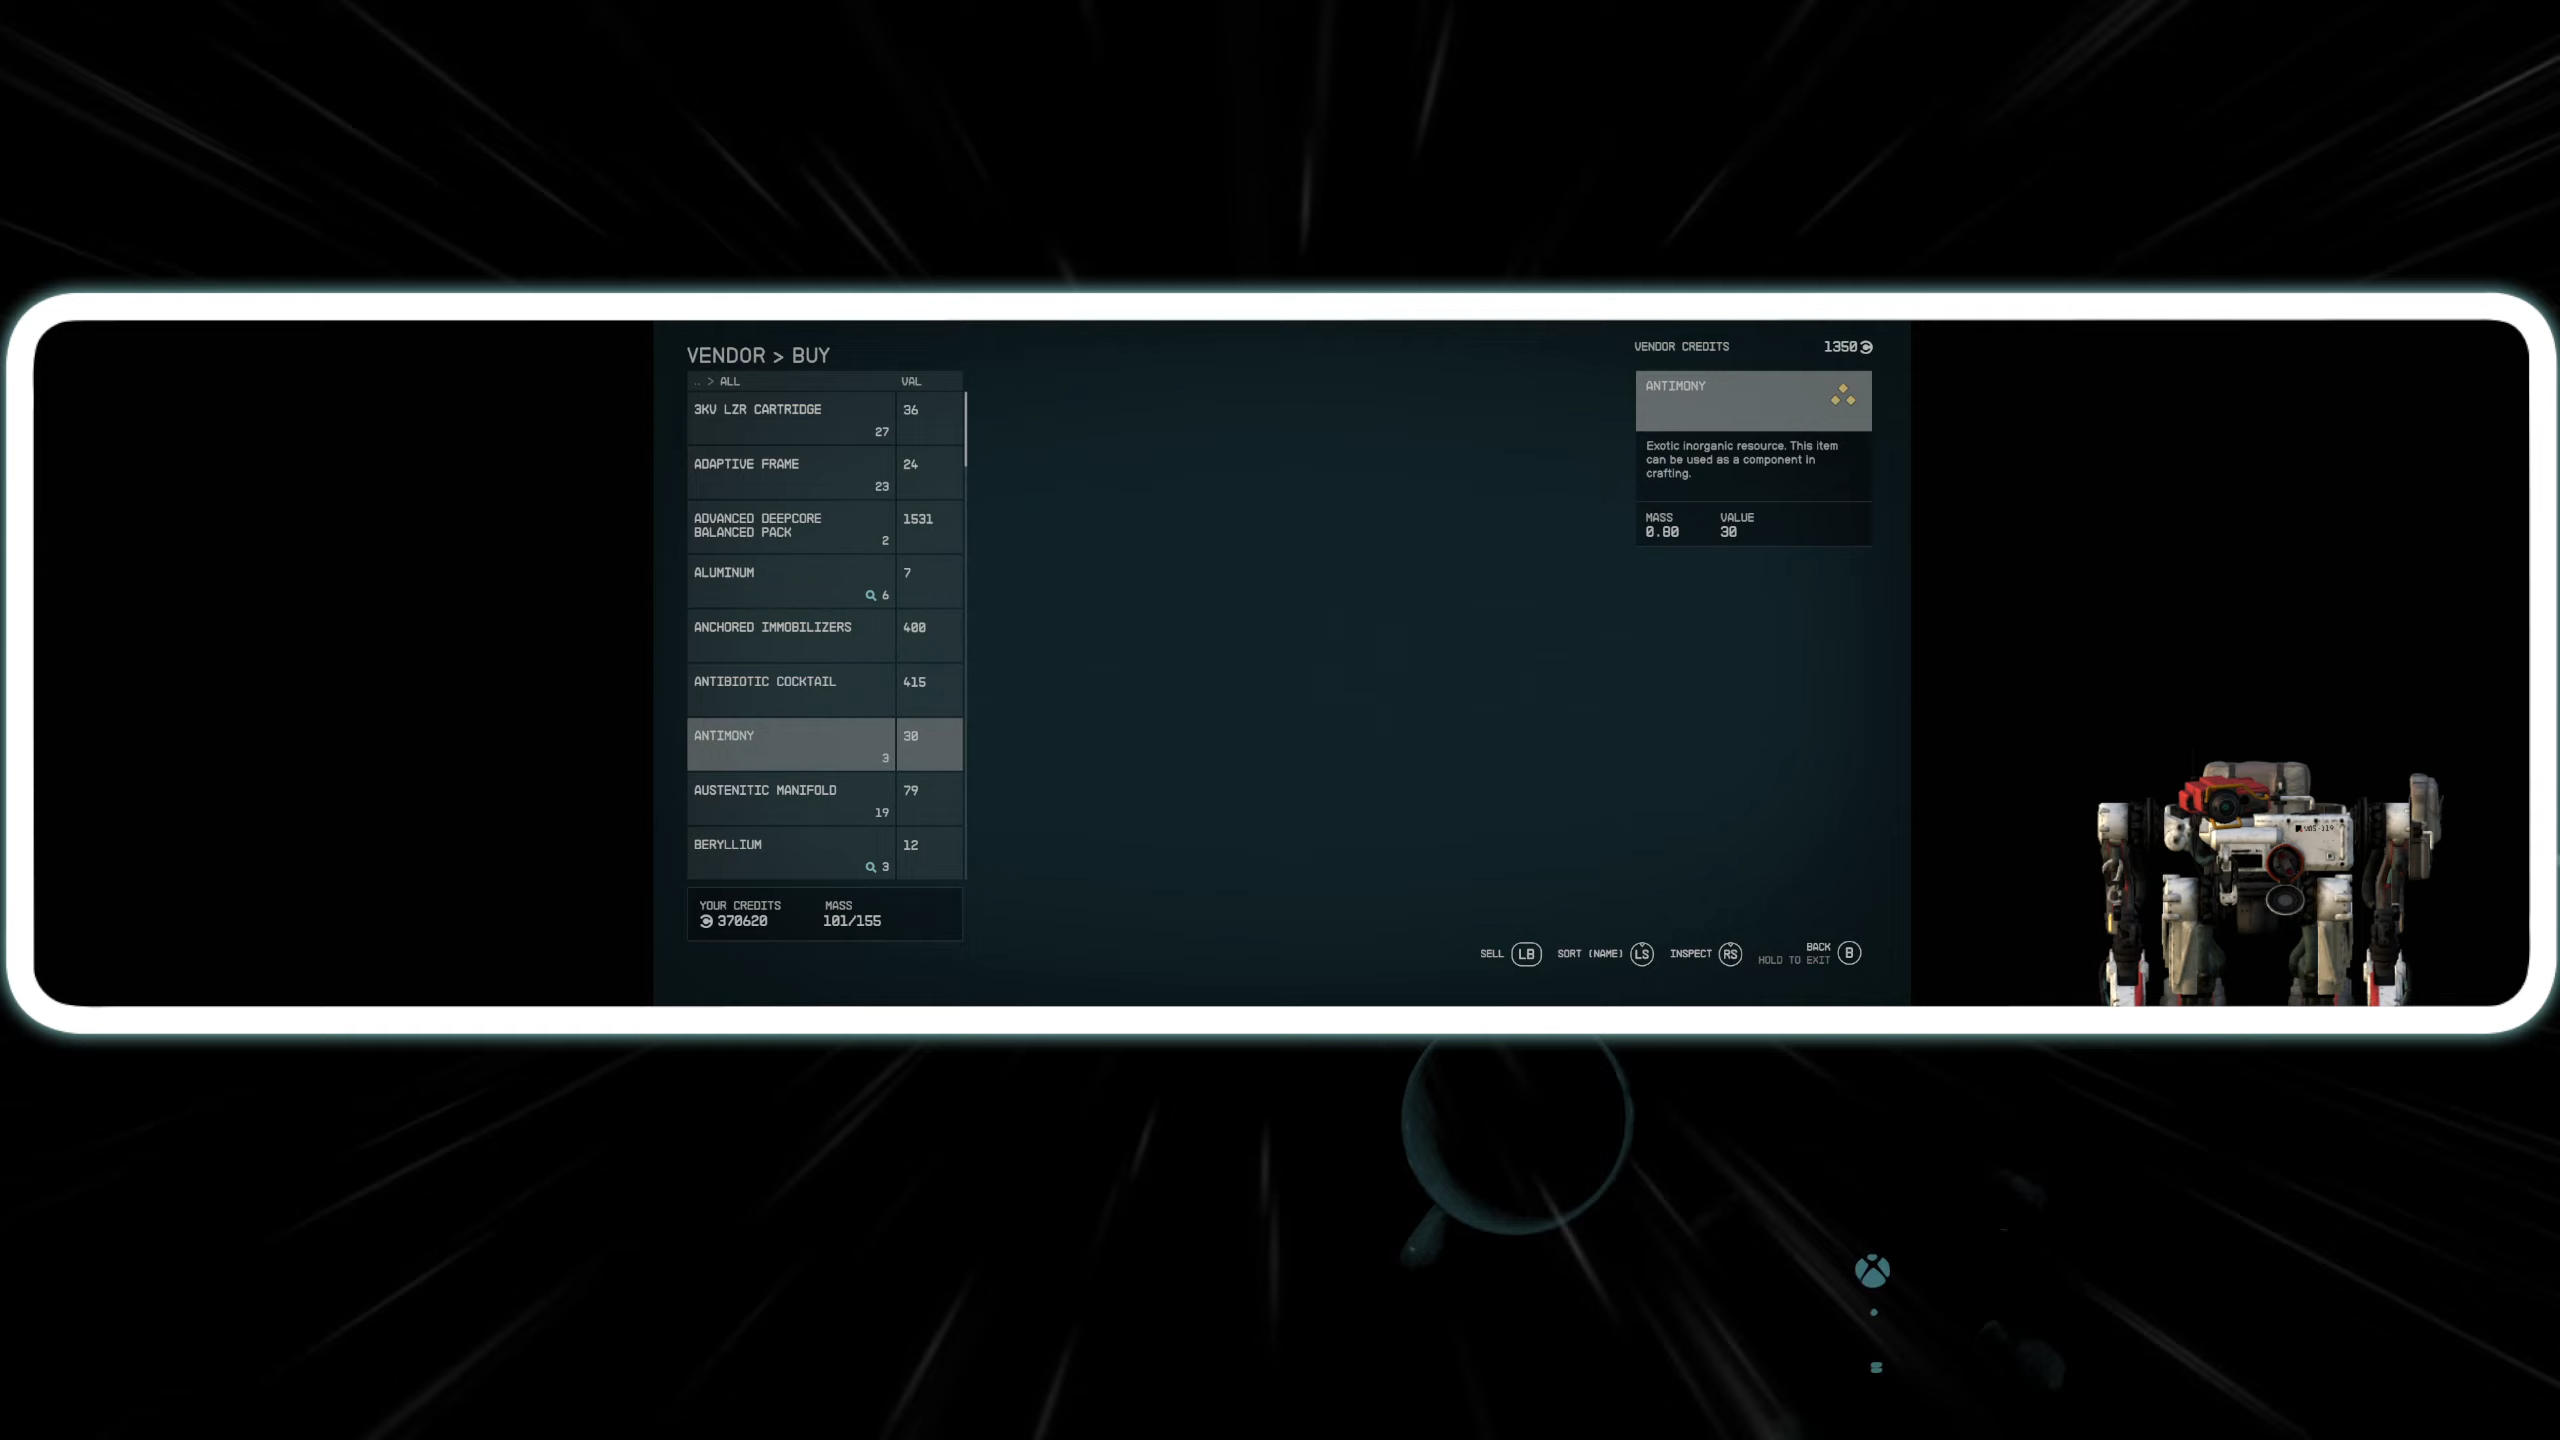 VENDOR > BUY
.. > ALL VAL
3KV LZR CARTRIDGE 36
27
ADAPTIVE FRAME 24
23
ADVANCED DEEPCORE 1531
BALANCED PACK
2
ALUMINUM 7
6
ANCHORED IMMOBILIZERS 400
ANTIBIOTIC COCKTAIL 415
ANTIMONY 30
3
AUSTENITIC MANIFOLD 79
19
BERYLLIUM 12
3
YOUR CREDITS MASS
370620 101/155
VENDOR CREDITS 1350
ANTIMONY
Exotic inorganic resource. This item
can be used as a component in
crafting.
MASS VALUE
0.80 30
SELL LB SORT (NAME) LS INSPECT RS BACK B
HOLD TO EXIT